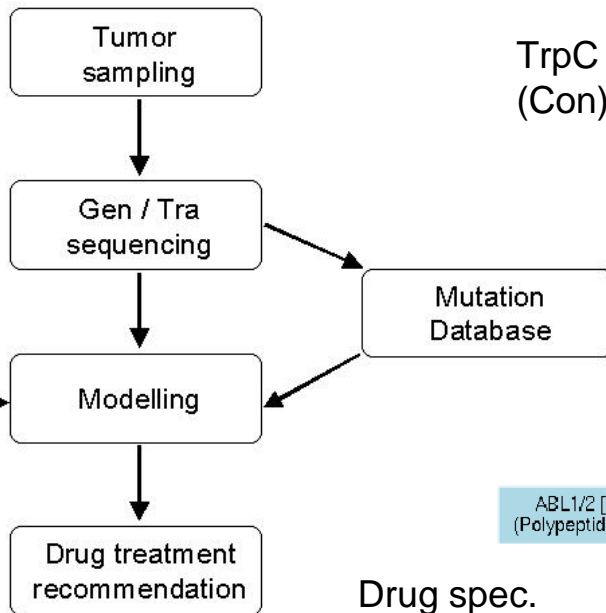 Tumor
sampling
TrpC
(Con)
Gen / Tra
sequencing
Mutation
Database
Modelling
ABL1/2 [
(Polypeptid
Drug treatment
recommendation
Drug spec.